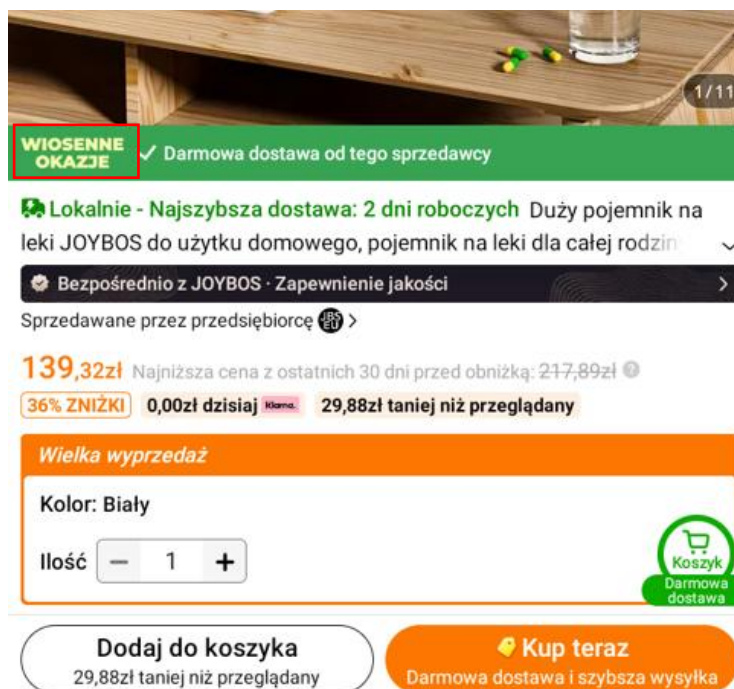 1/11
WIOSENNE
OKAZJE
✓ Darmowa dostawa od tego sprzedawcy
Lokalnie - Najszybsza dostawa: 2 dni roboczych Duży pojemnik na
leki JOYBOS do użytku domowego, pojemnik na leki dla całej rodzin
Bezpośrednio z JOYBOS · Zapewnienie jakości
Sprzedawane przez przedsiębiorcę JBS EU >
139,32zł Najniższa cena z ostatnich 30 dni przed obniżką: 217,89zł
36% ZNIŻKI 0,00zł dzisiaj Klarna. 29,88zł taniej niż przeglądany
Wielka wyprzedaż
Kolor: Biały
Ilość − 1 +
Koszyk
Darmowa
dostawa
Dodaj do koszyka
29,88zł taniej niż przeglądany
Kup teraz
Darmowa dostawa i szybsza wysyłka